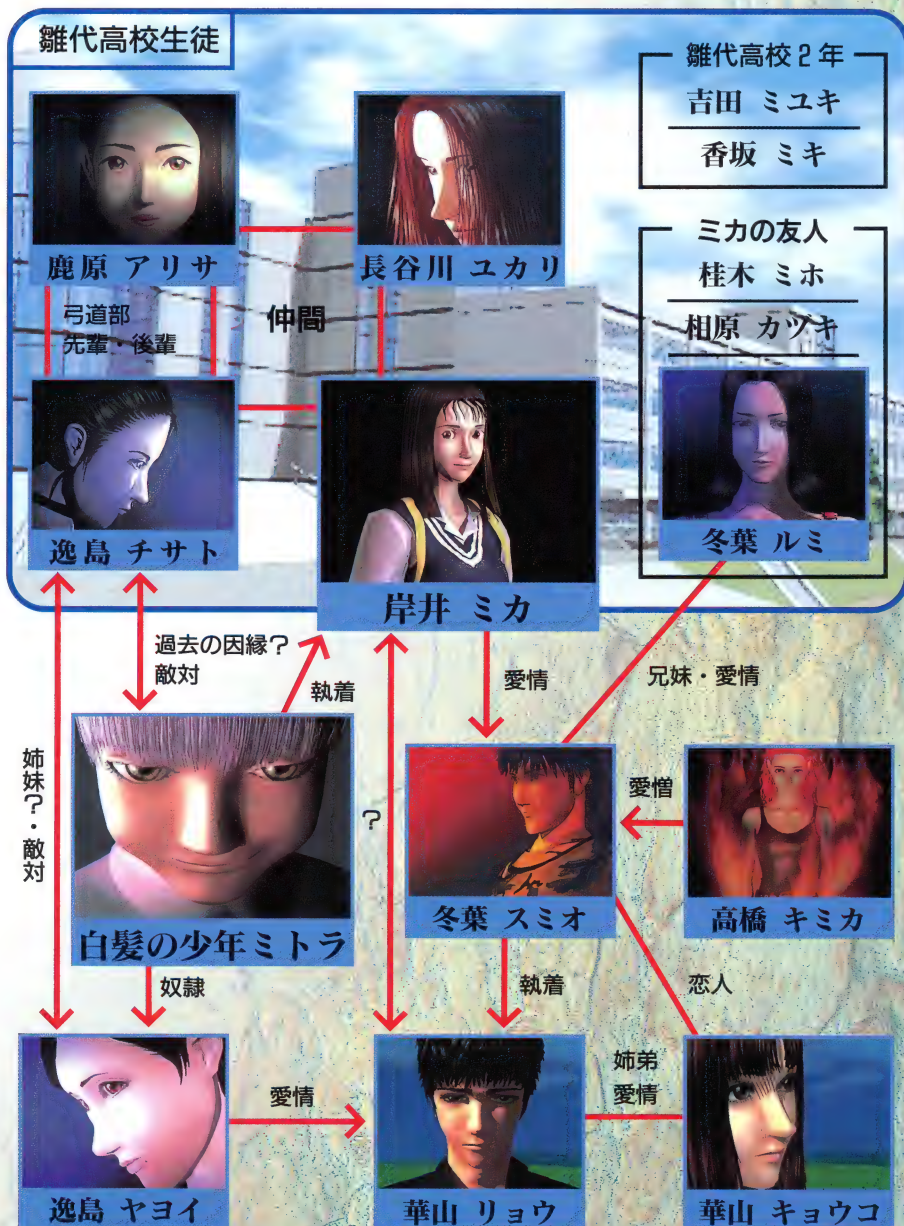 雛代高校生徒
雛代高校2年
吉田 ミユキ
香坂 ミキ
鹿原 アリサ
長谷川 ユカリ
ミカの友人
桂木 ミホ
相原 カヅキ
弓道部
先輩・後輩
仲間
逸島 チサト
岸井 ミカ
冬葉 ルミ
過去の因縁?
敵対
執着
愛情
兄妹・愛情
姉妹?・敵対
?
愛憎
白髪の少年ミトラ
冬葉 スミオ
高橋 キミカ
奴隷
執着
恋人
愛情
姉弟
愛情
逸島 ヤヨイ
華山 リョウ
華山 キョウコ